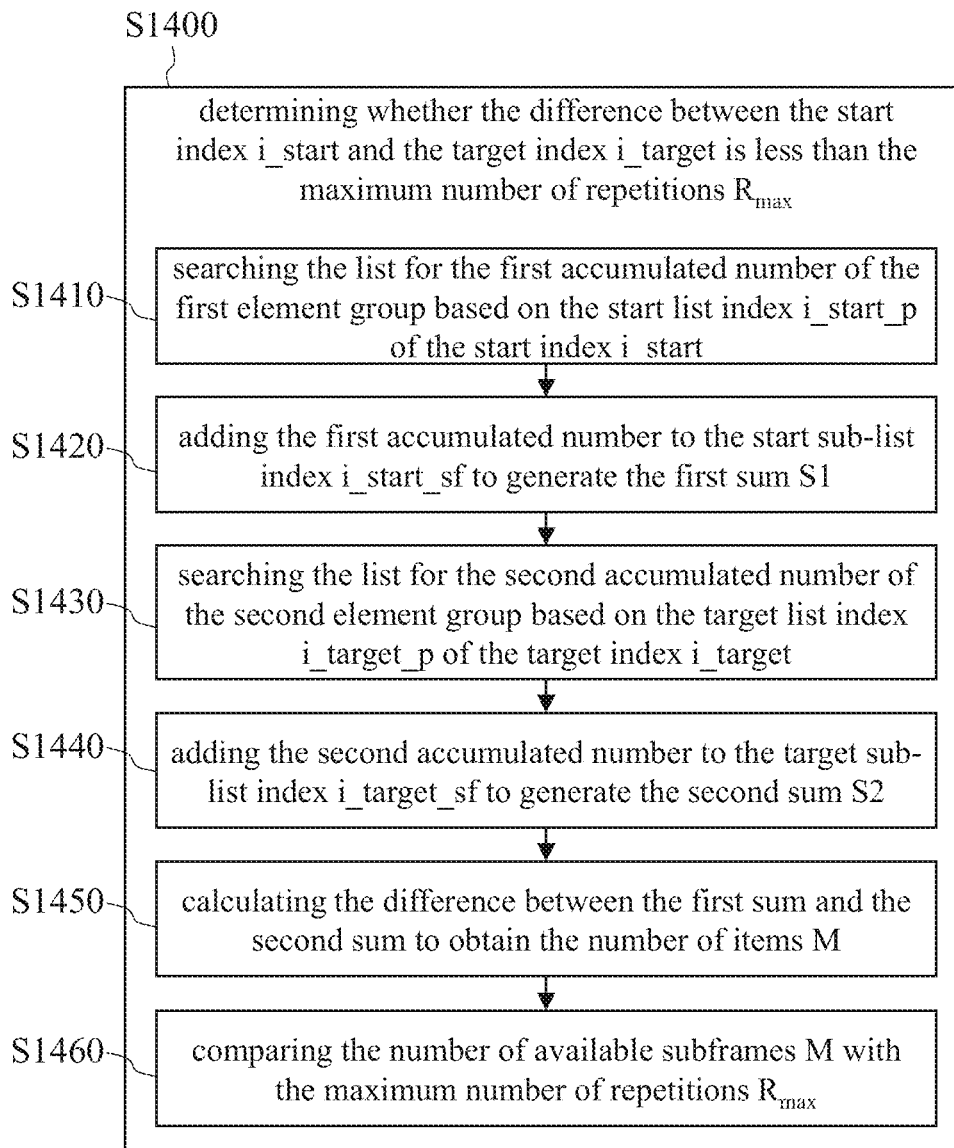 S1400
determining whether the difference between the start
index i_start and the target index i_target is less than the
maximum number of repetitions Rmax
S1410
searching the list for the first accumulated number of the
first element group based on the start list index i_start_p
of the start index i_start
S1420
adding the first accumulated number to the start sub-list
index i_start_sf to generate the first sum S1
S1430
searching the list for the second accumulated number of
the second element group based on the target list index
i_target_p of the target index i_target
S1440
adding the second accumulated number to the target sub-
list index i_target_sf to generate the second sum S2
S1450
calculating the difference between the first sum and the
second sum to obtain the number of items M
S1460
comparing the number of available subframes M with
the maximum number of repetitions Rmax